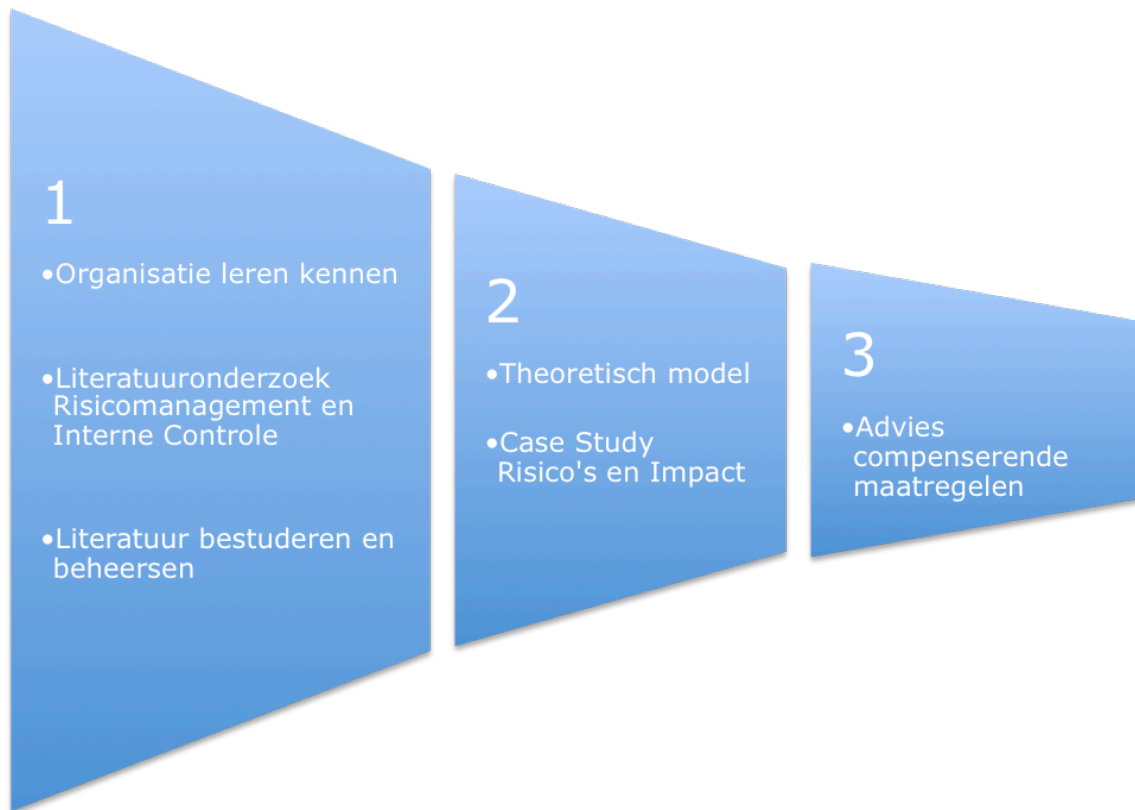 1
•Organisatie leren kennen
•Literatuuronderzoek
Risicomanagement en
Interne Controle
•Literatuur bestuderen en
beheersen
2
•Theoretisch model
•Case Study
Risico's en Impact
3
•Advies
compenserende
maatregelen